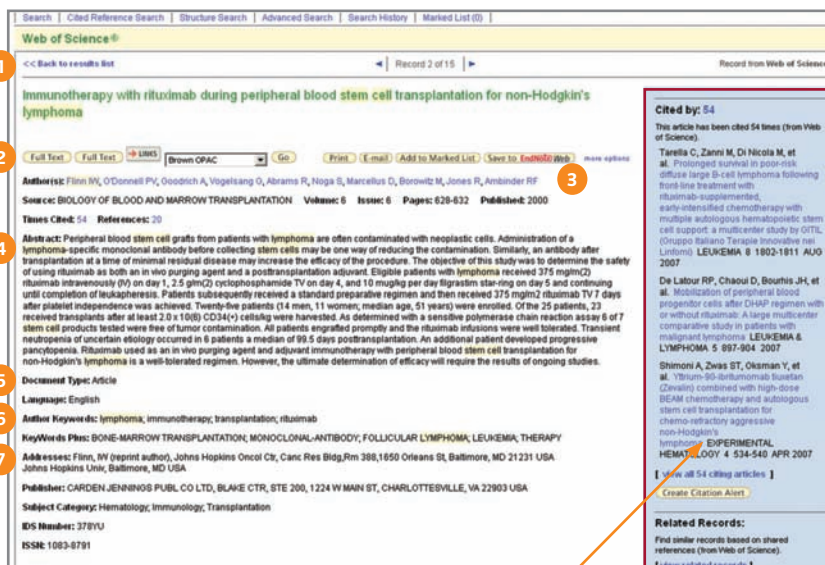 Search | Cited Reference Search | Structure Search | Advanced Search | Search History | Marked List (0) |
Web of Science®
1
<< Back to results list
Record 2 of 15
Record from Web of Science
Immunotherapy with rituximab during peripheral blood stem cell transplantation for non-Hodgkin's
lymphoma
2
Full Text Full Text LINKS Brown OPAC Go Print E-mail Add to Marked List Save to EndNote Web more options
3
Author(s): Flinn IW, O'Donnell PV, Goodrich A, Vogelsang G, Abrams R, Noga S, Marcellus D, Borowitz M, Jones R, Ambinder RF
Source: BIOLOGY OF BLOOD AND MARROW TRANSPLANTATION Volume: 6 Issue: 6 Pages: 628-632 Published: 2000
Times Cited: 54 References: 20
4
Abstract: Peripheral blood stem cell grafts from patients with lymphoma are often contaminated with neoplastic cells. Administration of a
lymphoma-specific monoclonal antibody before collecting stem cells may be one way of reducing the contamination. Similarly, an antibody after
transplantation at a time of minimal residual disease may increase the efficacy of the procedure. The objective of this study was to determine the safety
of using rituximab as both an in vivo purging agent and a posttransplantation adjuvant. Eligible patients with lymphoma received 375 mg/m(2)
rituximab intravenously (IV) on day 1, 2.5 g/m(2) cyclophosphamide TV on day 4, and 10 mug/kg per day filgrastim star-ring on day 5 and continuing
until completion of leukapheresis. Patients subsequently received a standard preparative regimen and then received 375 mg/m2 rituximab TV 7 days
after platelet independence was achieved. Twenty-five patients (14 men, 11 women; median age, 51 years) were enrolled. Of the 25 patients, 23
received transplants after at least 2.0 x 10(6) CD34(+) cells/kg were harvested. As determined with a sensitive polymerase chain reaction assay 6 of 7
stem cell products tested were free of tumor contamination. All patients engrafted promptly and the rituximab infusions were well tolerated. Transient
neutropenia of uncertain etiology occurred in 6 patients a median of 99.5 days posttransplantation. An additional patient developed progressive
pancytopenia. Rituximab used as an in vivo purging agent and adjuvant immunotherapy with peripheral blood stem cell transplantation for
non-Hodgkin's lymphoma is a well-tolerated regimen. However, the ultimate determination of efficacy will require the results of ongoing studies.
5
Document Type: Article
Language: English
6
Author Keywords: lymphoma; immunotherapy; transplantation; rituximab
KeyWords Plus: BONE-MARROW TRANSPLANTATION; MONOCLONAL-ANTIBODY; FOLLICULAR LYMPHOMA; LEUKEMIA; THERAPY
7
Addresses: Flinn, IW (reprint author), Johns Hopkins Oncol Ctr, Canc Res Bldg,Rm 388,1650 Orleans St, Baltimore, MD 21231 USA
Johns Hopkins Univ, Baltimore, MD USA
Publisher: CARDEN JENNINGS PUBL CO LTD, BLAKE CTR, STE 200, 1224 W MAIN ST, CHARLOTTESVILLE, VA 22903 USA
Subject Category: Hematology; Immunology; Transplantation
IDS Number: 378YU
ISSN: 1083-8791
Cited by: 54
This article has been cited 54 times (from Web
of Science).
Tarella C, Zanni M, Di Nicola M, et
al. Prolonged survival in poor-risk
diffuse large B-cell lymphoma following
front-line treatment with
rituximab-supplemented,
early-intensified chemotherapy with
multiple autologous hematopoietic stem
cell support: a multicenter study by GITIL
(Gruppo Italiano Terapie Innovative nei
Linfomi) LEUKEMIA 8 1802-1811 AUG
2007
De Latour RP, Chaoui D, Bourhis JH, et
al. Mobilization of peripheral blood
progenitor cells after DHAP regimen with
or without rituximab: A large multicenter
comparative study in patients with
malignant lymphoma LEUKEMIA &
LYMPHOMA 5 897-904 2007
Shimoni A, Zwas ST, Oksman Y, et
al. Yttrium-90-ibritumomab tiuxetan
(Zevalin) combined with high-dose
BEAM chemotherapy and autologous
stem cell transplantation for
chemo-refractory aggressive
non-Hodgkin's
lymphoma EXPERIMENTAL
HEMATOLOGY 4 534-540 APR 2007
[ view all 54 citing articles ]
Create Citation Alert
Related Records:
Find similar records based on shared
references (from Web of Science).
[ view related records ]